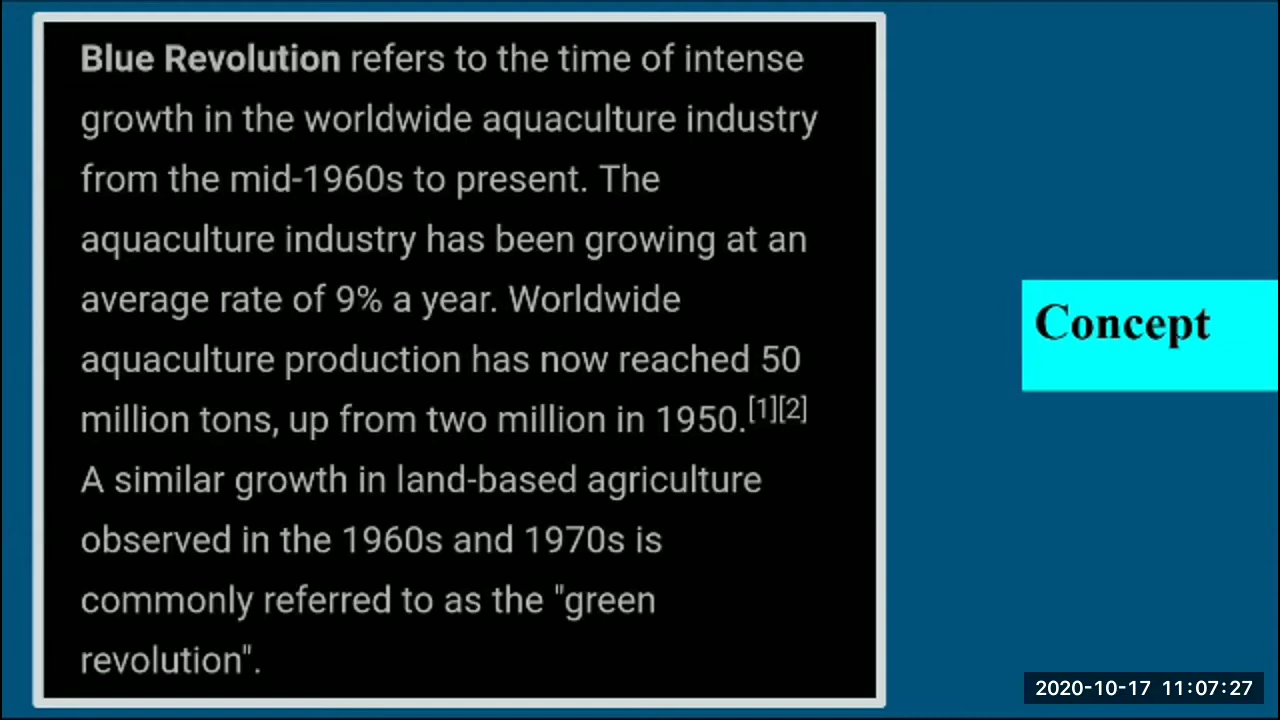 Blue Revolution refers to the time of intense
growth in the worldwide aquaculture industry
from the mid-1960s to present. The
aquaculture industry has been growing at an
average rate of 9% a year. Worldwide
aquaculture production has now reached 50
million tons, up from two million in 1950.[1][2]
A similar growth in land-based agriculture
observed in the 1960s and 1970s is
commonly referred to as the "green
revolution".
Concept
2020-10-17 11:07:27